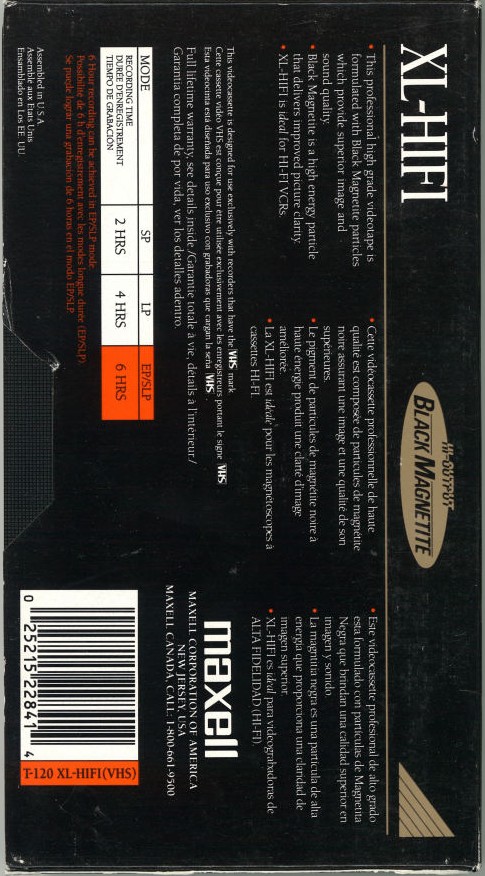 XL-HIFI
HI-OUTPUT
BLACK MAGNETITE
• This professional high grade videotape is
formulated with Black Magnetite particles
which provide superior image and
sound quality.
• Black Magnetite is a high energy particle
that delivers improved picture clarity.
• XL-HIFI is ideal for HI-FI VCRs.
• Cette vidéocassette professionnelle de haute
qualité est composée de particules de magnétite
noire assurant une image et une qualité de son
supérieures.
• Le pigment de particules de magnétite noire à
haute énergie produit une clarté d'image
améliorée.
• La XL-HIFI est idéale pour les magnétoscopes à
cassettes HI-FI.
• Este videocassette profesional de alto grado
esta formulado con partículas de Magnetita
Negra que brindan una calidad superior en
imagen y sonido.
• La magnitita negra es una partícula de alta
energia que proporciona una claridad de
imagen superior.
• XL-HIFI es ideal para videograbadoras de
ALTA FIDELIDAD (HI-FI).
This videocassette is designed for use exclusively with recorders that have the VHS mark
Cette cassette video VHS est conçue pour être utilisée exclusivement avec les enregistreurs portant le signe VHS
Esta videocinta esta diseñada para uso exclusivo con grabadoras que cargan la seña VHS.
Full lifetime warranty, see details inside/Garantie totale à vie, détails à l'intérieur/
Garantia completa de por vida, ver los detalles adentro.
MODE SP LP EP/SLP
RECORDING TIME
DURÉE D'ENREGISTREMENT
TIEMPO DE GRABACION
2 HRS 4 HRS 6 HRS
6 Hour recording can be achieved in EP/SLP mode
Possibilité de 6 h d'enregistrement avec les modes longue durée (EP/SLP)
Se puede lograr una grabacion de 6 horas en el modo EP/SLP
Assembled in U.S.A
Assemblé aux Etats Unis
Ensamblado en Los EE. UU
maxell
MAXELL CORPORATION OF AMERICA
NEW JERSEY, USA
MAXELL CANADA, CALL: 1-800-661-9500
0 25215 22841 4
T-120 XL-HIFI(VHS)